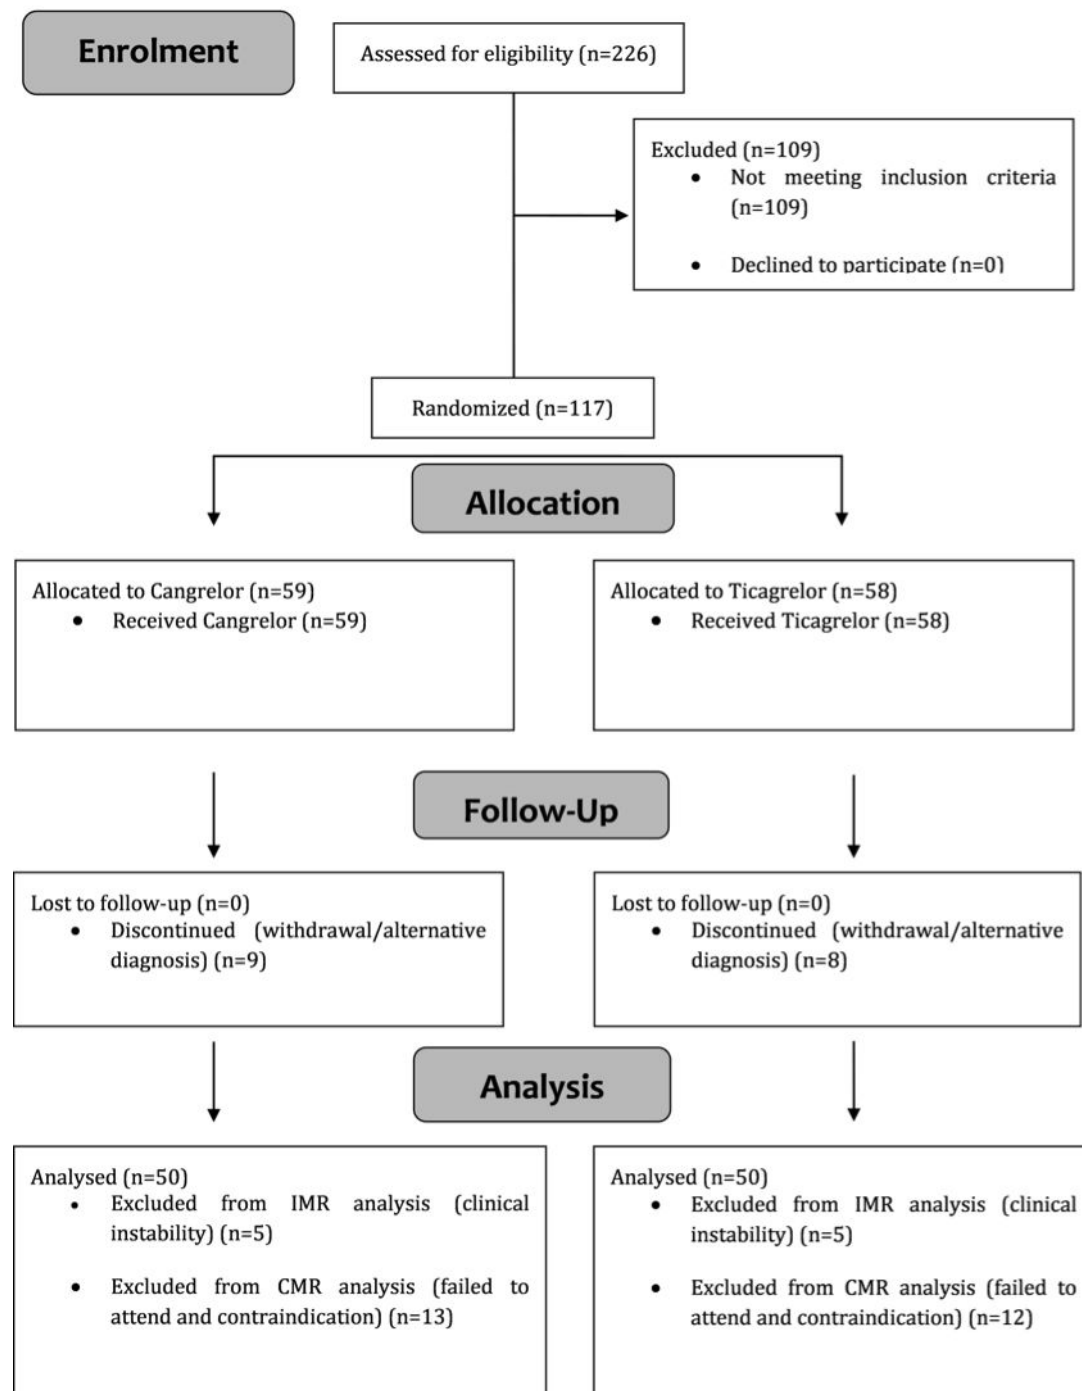 Enrolment
Assessed for eligibility (n=226)
Excluded (n=109)
• Not meeting inclusion criteria
(n=109)
• Declined to participate (n=0)
Randomized (n=117)
Allocation
Allocated to Cangrelor (n=59)
• Received Cangrelor (n=59)
Allocated to Ticagrelor (n=58)
• Received Ticagrelor (n=58)
Follow-Up
Lost to follow-up (n=0)
• Discontinued (withdrawal/alternative
diagnosis) (n=9)
Lost to follow-up (n=0)
• Discontinued (withdrawal/alternative
diagnosis) (n=8)
Analysis
Analysed (n=50)
• Excluded from IMR analysis (clinical
instability) (n=5)
• Excluded from CMR analysis (failed to
attend and contraindication) (n=13)
Analysed (n=50)
• Excluded from IMR analysis (clinical
instability) (n=5)
• Excluded from CMR analysis (failed to
attend and contraindication) (n=12)